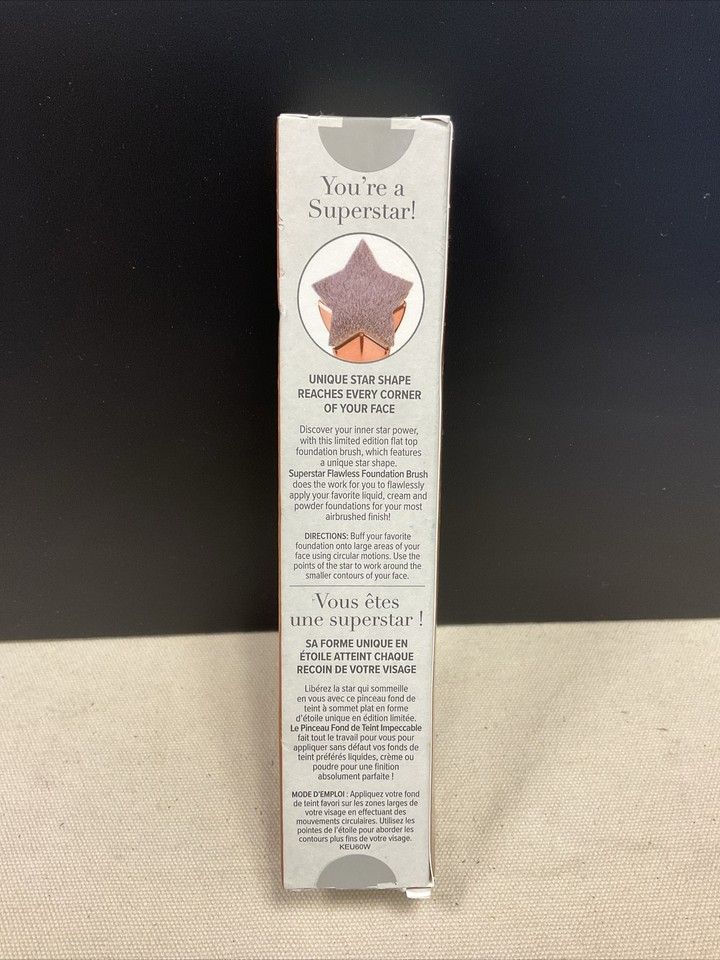 You're a
Superstar!
UNIQUE STAR SHAPE
REACHES EVERY CORNER
OF YOUR FACE
Discover your inner star power,
with this limited edition flat top
foundation brush, which features
a unique star shape.
Superstar Flawless Foundation Brush
does the work for you to flawlessly
apply your favorite liquid, cream and
powder foundations for your most
airbrushed finish!
DIRECTIONS: Buff your favorite
foundation onto large areas of your
face using circular motions. Use the
points of the star to work around the
smaller contours of your face.
Vous êtes
une superstar !
SA FORME UNIQUE EN
ÉTOILE ATTEINT CHAQUE
RECOIN DE VOTRE VISAGE
Libérez la star qui sommeille
en vous avec ce pinceau fond de
teint à sommet plat en forme
d'étoile unique en édition limitée.
Le Pinceau Fond de Teint Impeccable
fait tout le travail pour vous pour
appliquer sans défaut vos fonds de
teint préférés liquides, crème ou
poudre pour une finition
absolument parfaite !
MODE D'EMPLOI : Appliquez votre fond
de teint favori sur les zones larges de
votre visage en effectuant des
mouvements circulaires. Utilisez les
pointes de l'étoile pour aborder les
contours plus fins de votre visage.
KEU60W